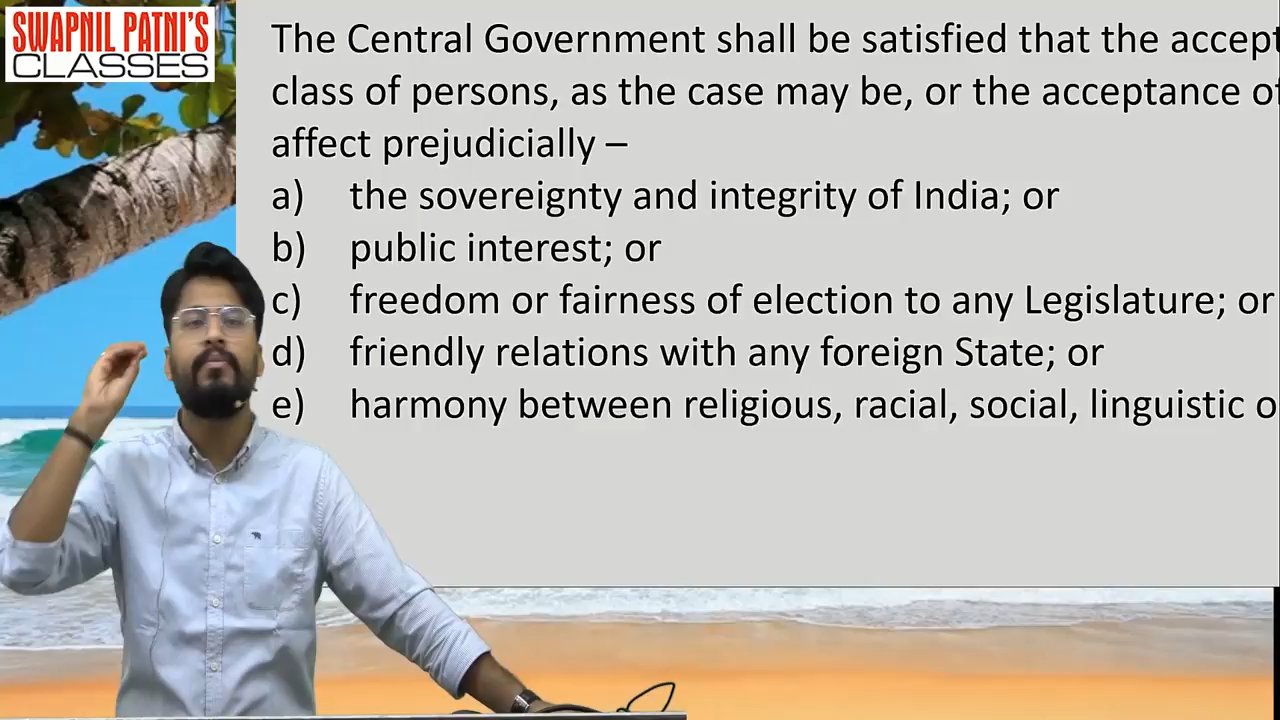 SWAPNIL PATNI'S
CLASSES
The Central Government shall be satisfied that the accept
class of persons, as the case may be, or the acceptance of
affect prejudicially –
a) the sovereignty and integrity of India; or
b) public interest; or
c) freedom or fairness of election to any Legislature; or
d) friendly relations with any foreign State; or
e) harmony between religious, racial, social, linguistic o